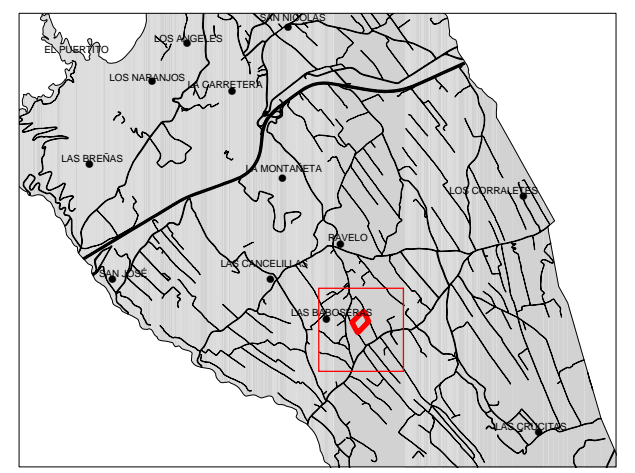 SAN NICOLAS
LOS ANGELES
EL PUERTITO
LOS NARANJOS
LA CARRETERA
LAS BREÑAS
LA MONTAÑETA
LOS CORRALETES
RAVELO
LAS CANCELILLAS
SAN JOSÉ
LAS BABOSERAS
LAS CRUCITAS